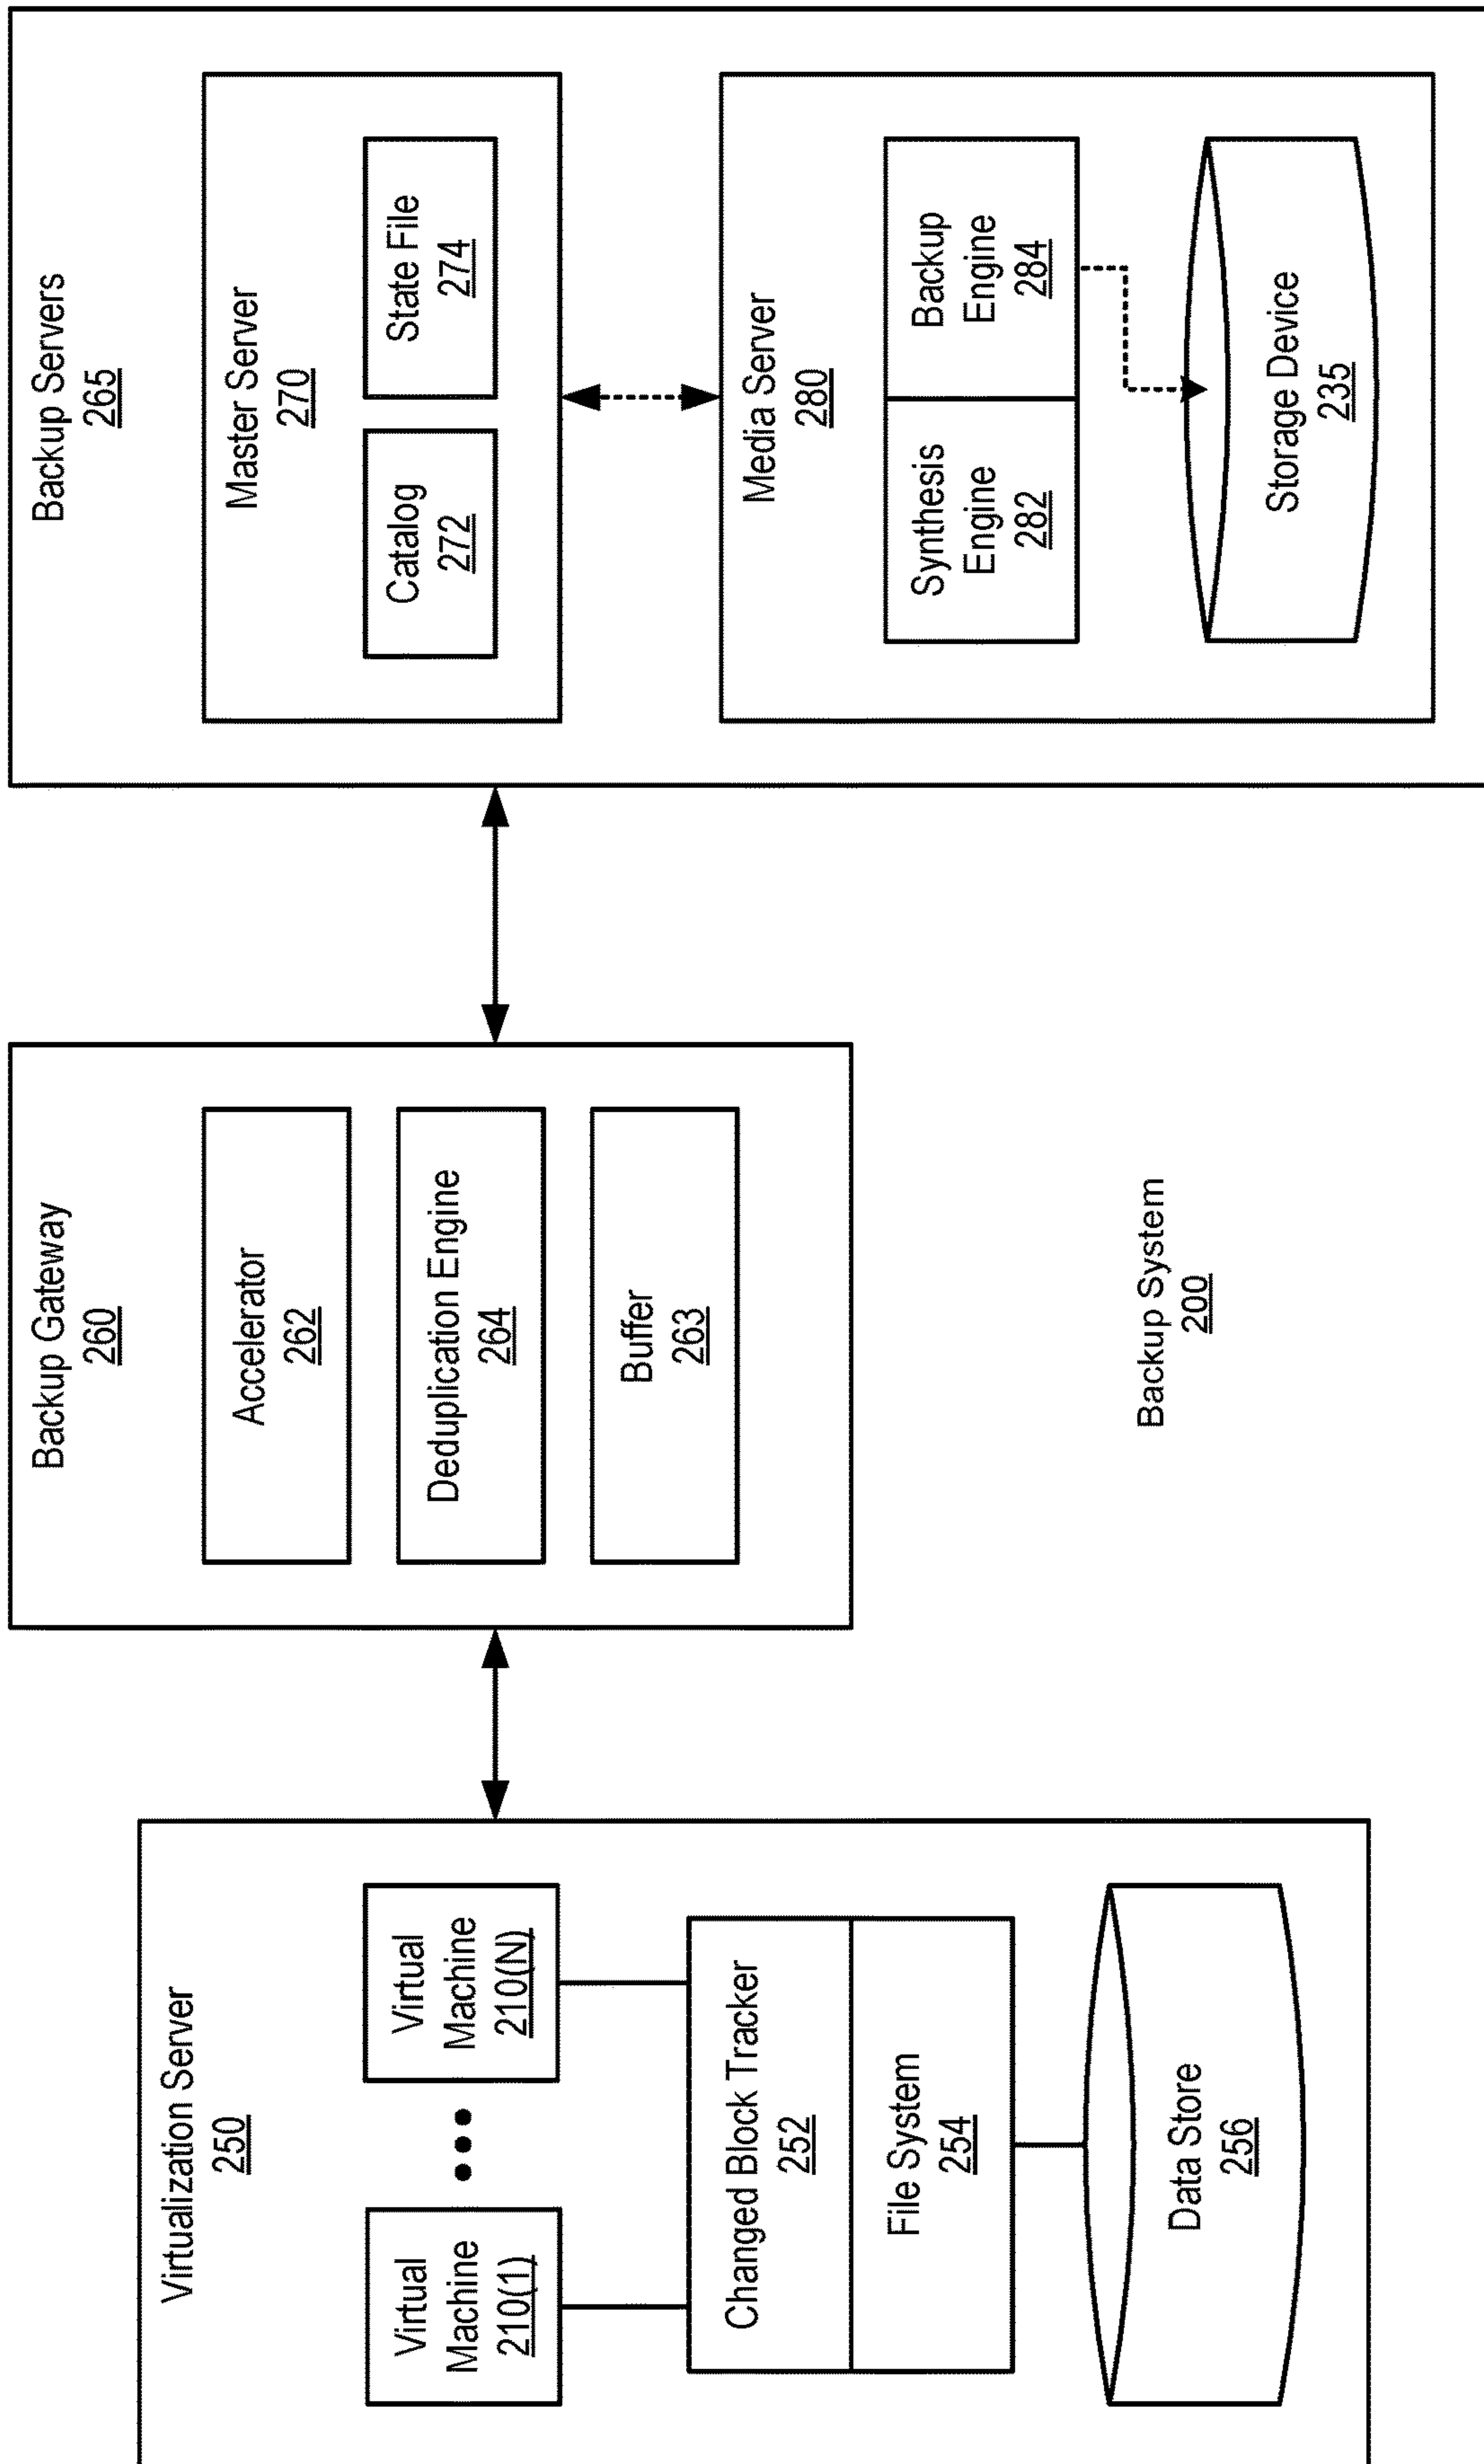 Virtualization Server
250
Virtual
Machine
210(1)
Virtual
Machine
210(N)
Changed Block Tracker
252
File System
254
Data Store
256
Backup Gateway
260
Accelerator
262
Deduplication Engine
264
Buffer
263
Backup System
200
Backup Servers
265
Master Server
270
Catalog
272
State File
274
Media Server
280
Synthesis
Engine
282
Backup
Engine
284
Storage Device
235